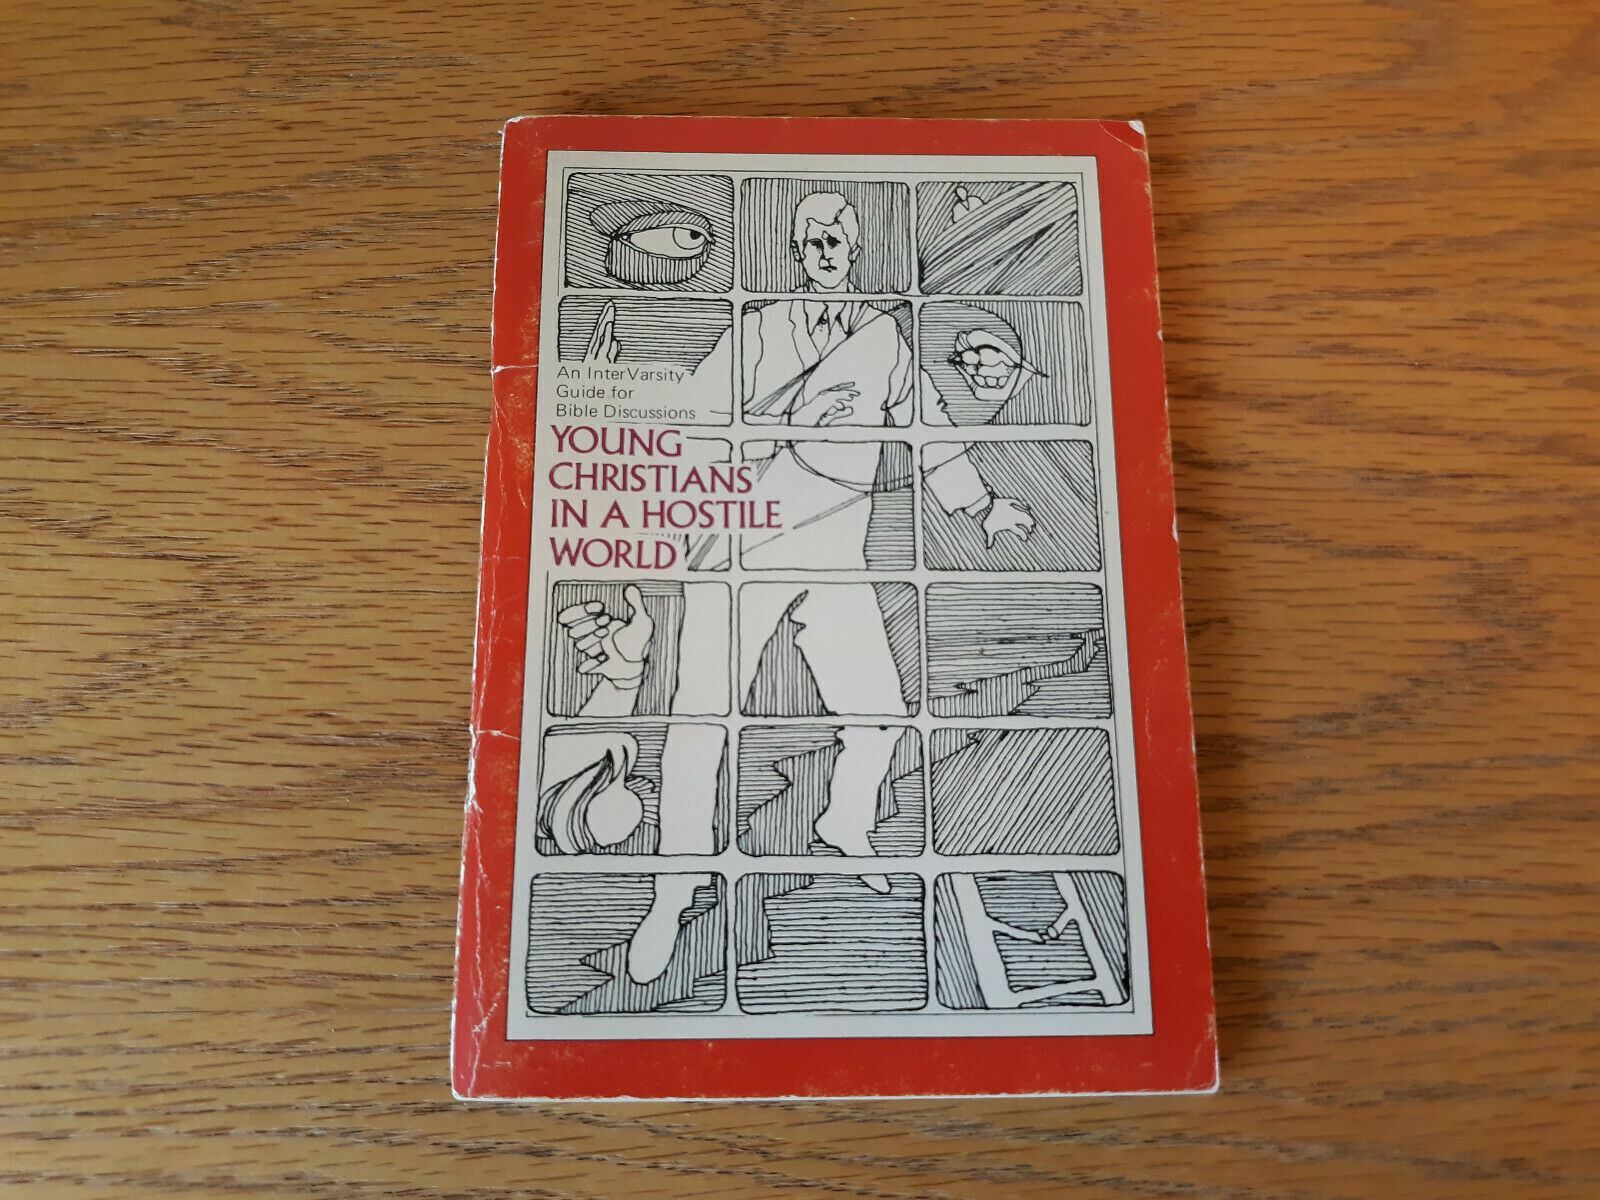 An InterVarsity
Guide for
Bible Discussions
YOUNG
CHRISTIANS
IN A HOSTILE
WORLD